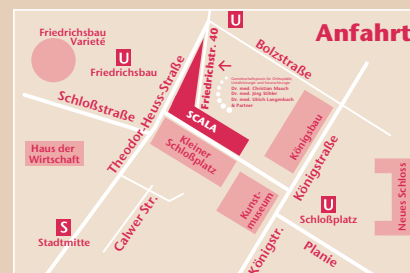 Anfahrt
U
Friedrichsbau
Varieté
U
Friedrichsbau
Friedrichstr. 40
Bolzstraße
Gemeinschaftspraxis für Orthopädie,
Unfallchirurgie und Neurochirurgie
Dr. med. Christian Mauch
Dr. med. Jörg Stihler
Dr. med. Ulrich Langenbach
& Partner
Schloßstraße
Theodor-Heuss-Straße
SCALA
Kleiner
Schloßplatz
Königsbau
Königstraße
Haus der
Wirtschaft
Kunst-
museum
U
Schloßplatz
Neues Schloss
S
Stadtmitte
Calwer Str.
Königstr.
Planie